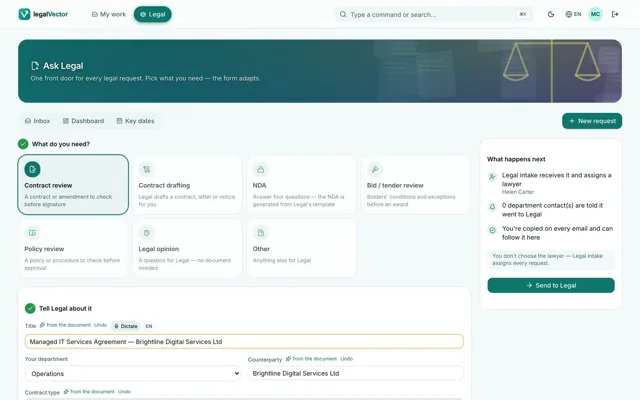 legalVector
My work
Legal
Type a command or search...
⌘K
EN
MC
Ask Legal
One front door for every legal request. Pick what you need — the form adapts.
Inbox
Dashboard
Key dates
+ New request
What do you need?
Contract review
A contract or amendment to check
before signature
Contract drafting
Legal drafts a contract, letter or notice
for you
NDA
Answer four questions — the NDA is
generated from Legal's template
Bid / tender review
Bidders' conditions and exceptions
before an award
Policy review
A policy or procedure to check before
approval
Legal opinion
A question for Legal — no document
needed
Other
Anything else for Legal
What happens next
Legal intake receives it and assigns a
lawyer
Helen Carter
0 department contact(s) are told it
went to Legal
You're copied on every email and can
follow it here
You don't choose the lawyer — Legal intake
assigns every request.
→ Send to Legal
Tell Legal about it
Title from the document Undo Dictate EN
Managed IT Services Agreement — Brightline Digital Services Ltd
Your department
Operations
Counterparty from the document Undo
Brightline Digital Services Ltd
Contract type from the document Undo